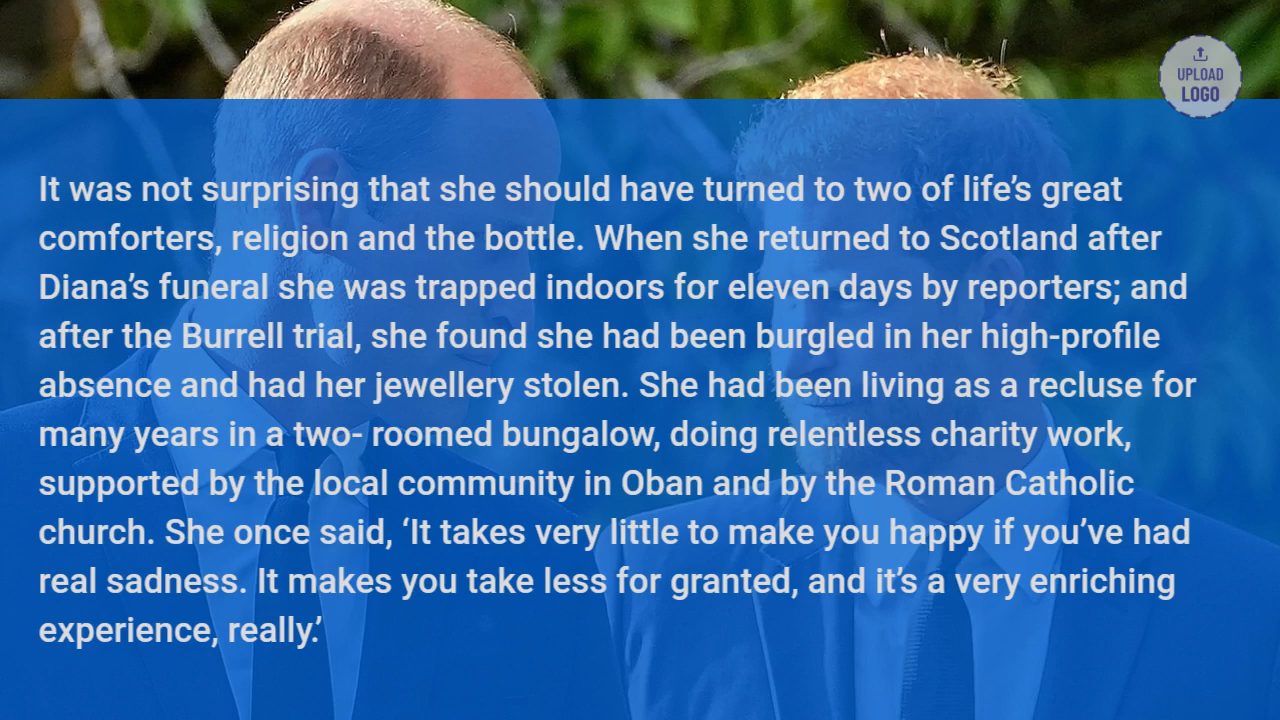 UPLOAD
LOGO
It was not surprising that she should have turned to two of life’s great
comforters, religion and the bottle. When she returned to Scotland after
Diana’s funeral she was trapped indoors for eleven days by reporters; and
after the Burrell trial, she found she had been burgled in her high-profile
absence and had her jewellery stolen. She had been living as a recluse for
many years in a two- roomed bungalow, doing relentless charity work,
supported by the local community in Oban and by the Roman Catholic
church. She once said, ‘It takes very little to make you happy if you’ve had
real sadness. It makes you take less for granted, and it’s a very enriching
experience, really.’